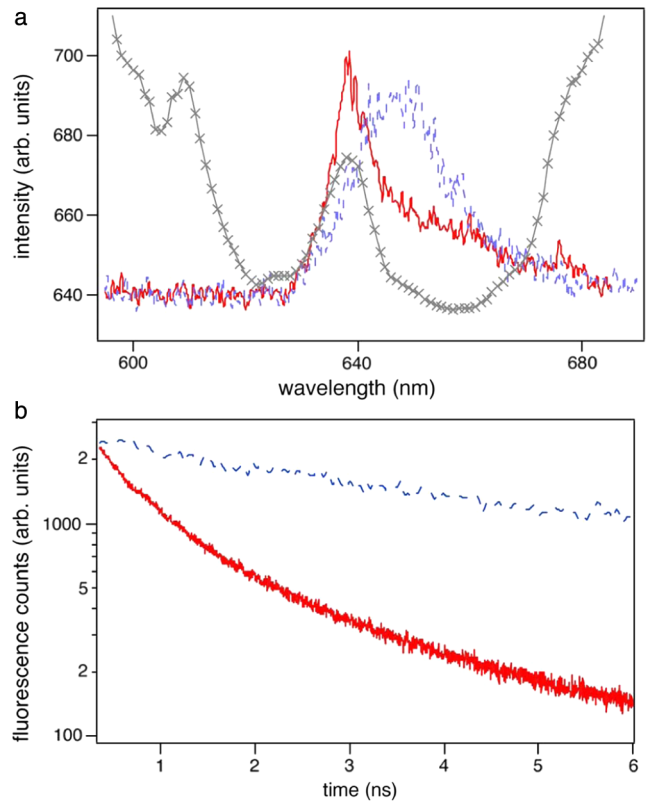 a
intensity (arb. units)
700
680
660
640
600 640 680
wavelength (nm)
b
fluorescence counts (arb. units)
2
1000
5
2
100
1 2 3 4 5 6
time (ns)